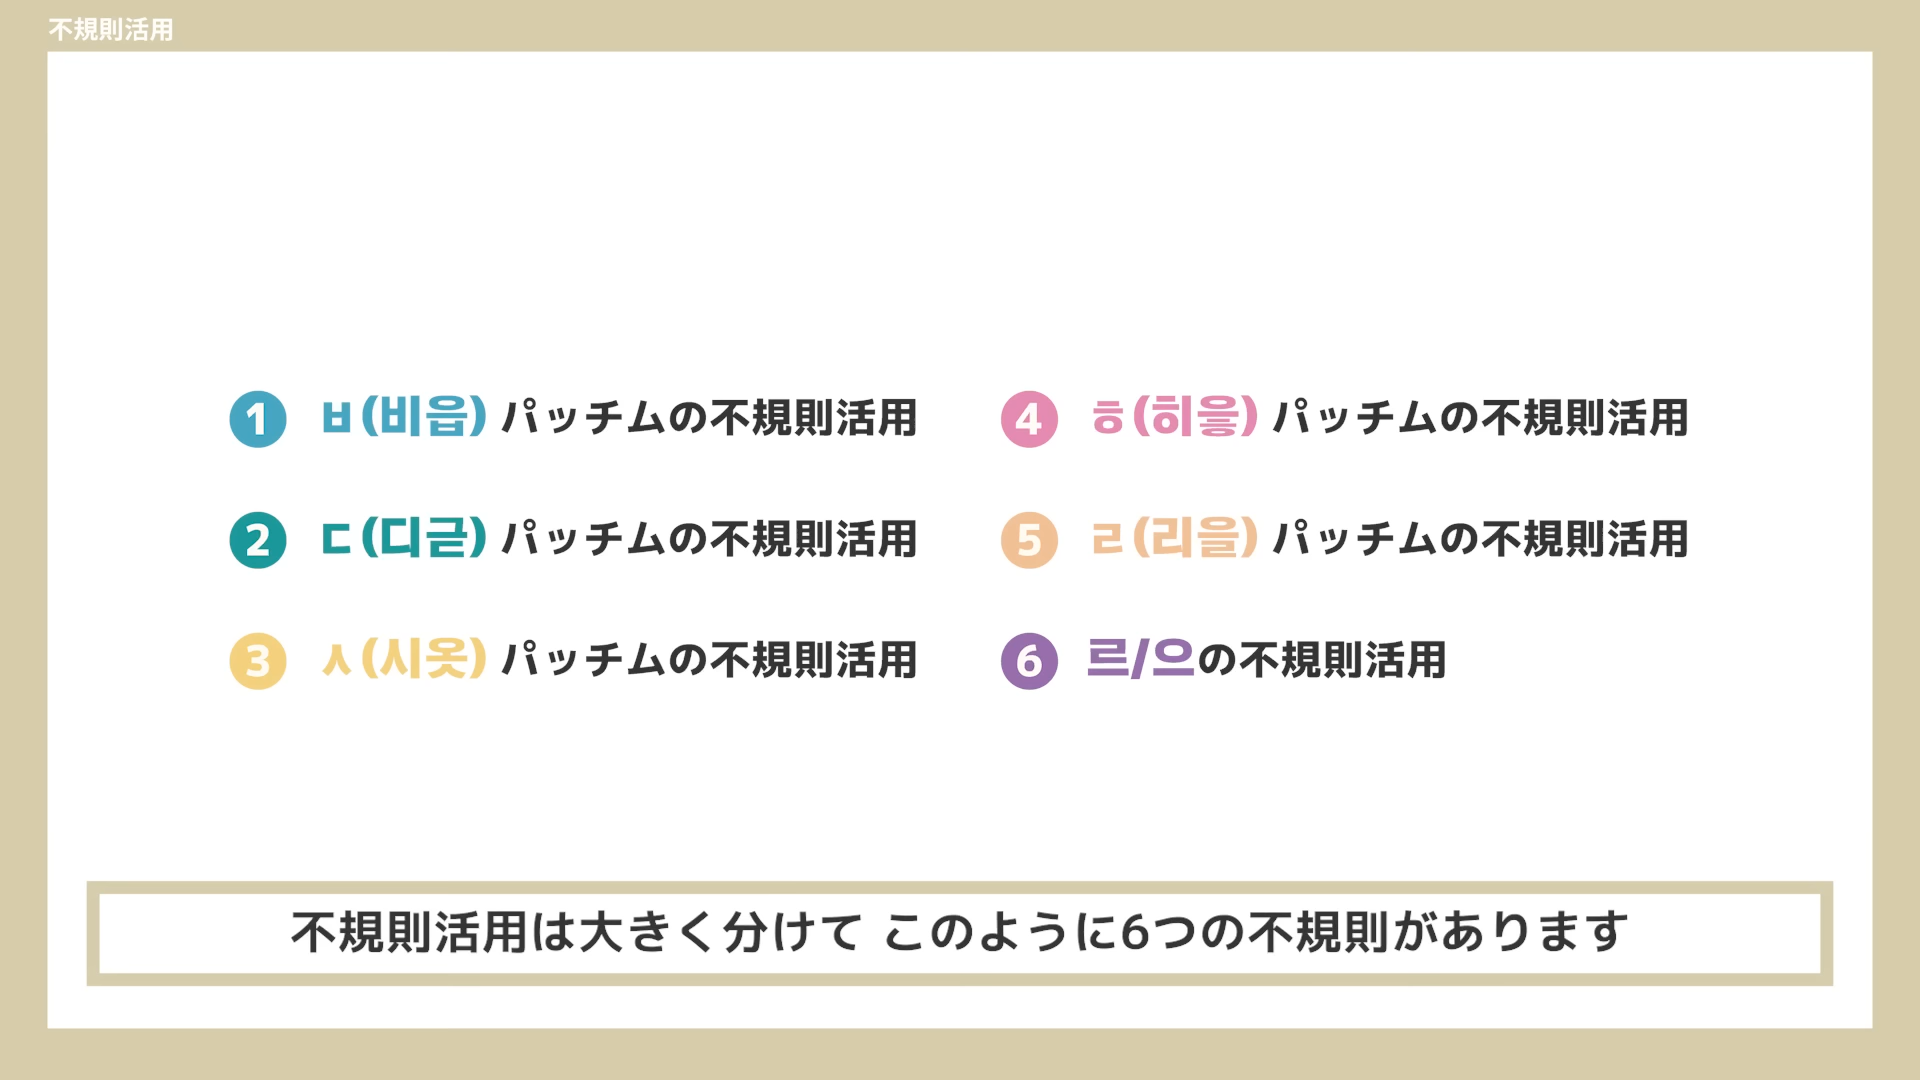 不規則活用
1 ㅂ(비읍) パッチムの不規則活用
2 ㄷ(디귿) パッチムの不規則活用
3 ㅅ(시옷) パッチムの不規則活用
4 ㅎ(히읗) パッチムの不規則活用
5 ㄹ(리을) パッチムの不規則活用
6 르/으の不規則活用
不規則活用は大きく分けて このように6つの不規則があります